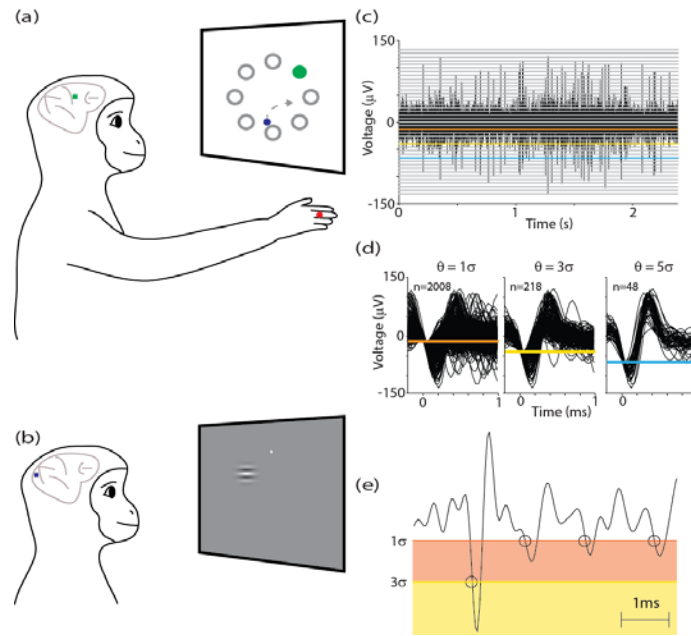 (a)
(b)
(c)
150
Voltage (µV)
-150
0
1
2
Time (s)
(d)
θ = 1σ
θ = 3σ
θ = 5σ
n=2008
n=218
n=48
150
Voltage (µV)
0
-150
0
1
0
1
0
1
Time (ms)
(e)
1σ
3σ
1ms